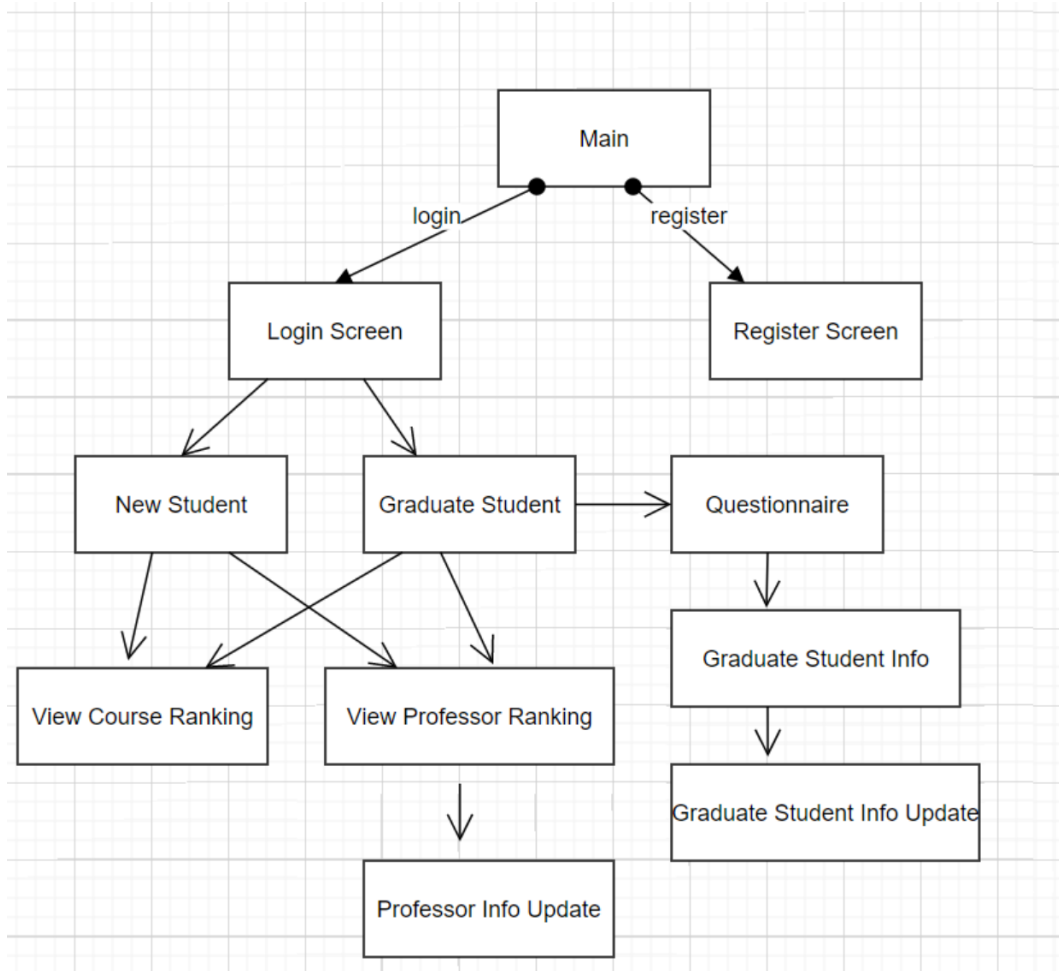 Main
login
register
Login Screen
Register Screen
New Student
Graduate Student
Questionnaire
Graduate Student Info
View Course Ranking
View Professor Ranking
Graduate Student Info Update
Professor Info Update